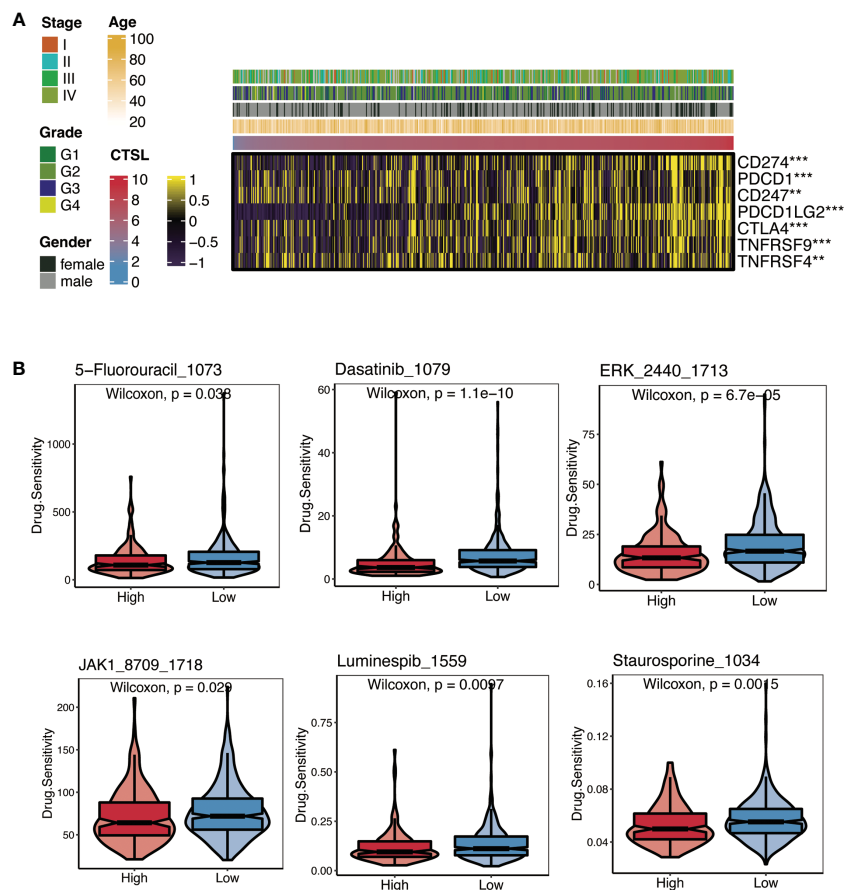 A
Stage
I
II
III
IV
Age
100
80
60
40
20
Grade
G1
G2
G3
G4
CTSL
10
8
6
4
2
0
1
0.5
0
−0.5
−1
Gender
female
male
CD274***
PDCD1***
CD247**
PDCD1LG2***
CTLA4***
TNFRSF9***
TNFRSF4**
B
5−Fluorouracil_1073
Wilcoxon, p = 0.038
Drug.Sensitivity
1000
500
0
High Low
Dasatinib_1079
Wilcoxon, p = 1.1e−10
Drug.Sensitivity
60
40
20
0
High Low
ERK_2440_1713
Wilcoxon, p = 6.7e−05
Drug.Sensitivity
75
50
25
0
High Low
JAK1_8709_1718
Wilcoxon, p = 0.029
Drug.Sensitivity
200
150
100
50
High Low
Luminespib_1559
Wilcoxon, p = 0.0097
Drug.Sensitivity
0.75
0.50
0.25
0.00
High Low
Staurosporine_1034
Wilcoxon, p = 0.0015
Drug.Sensitivity
0.16
0.12
0.08
0.04
High Low